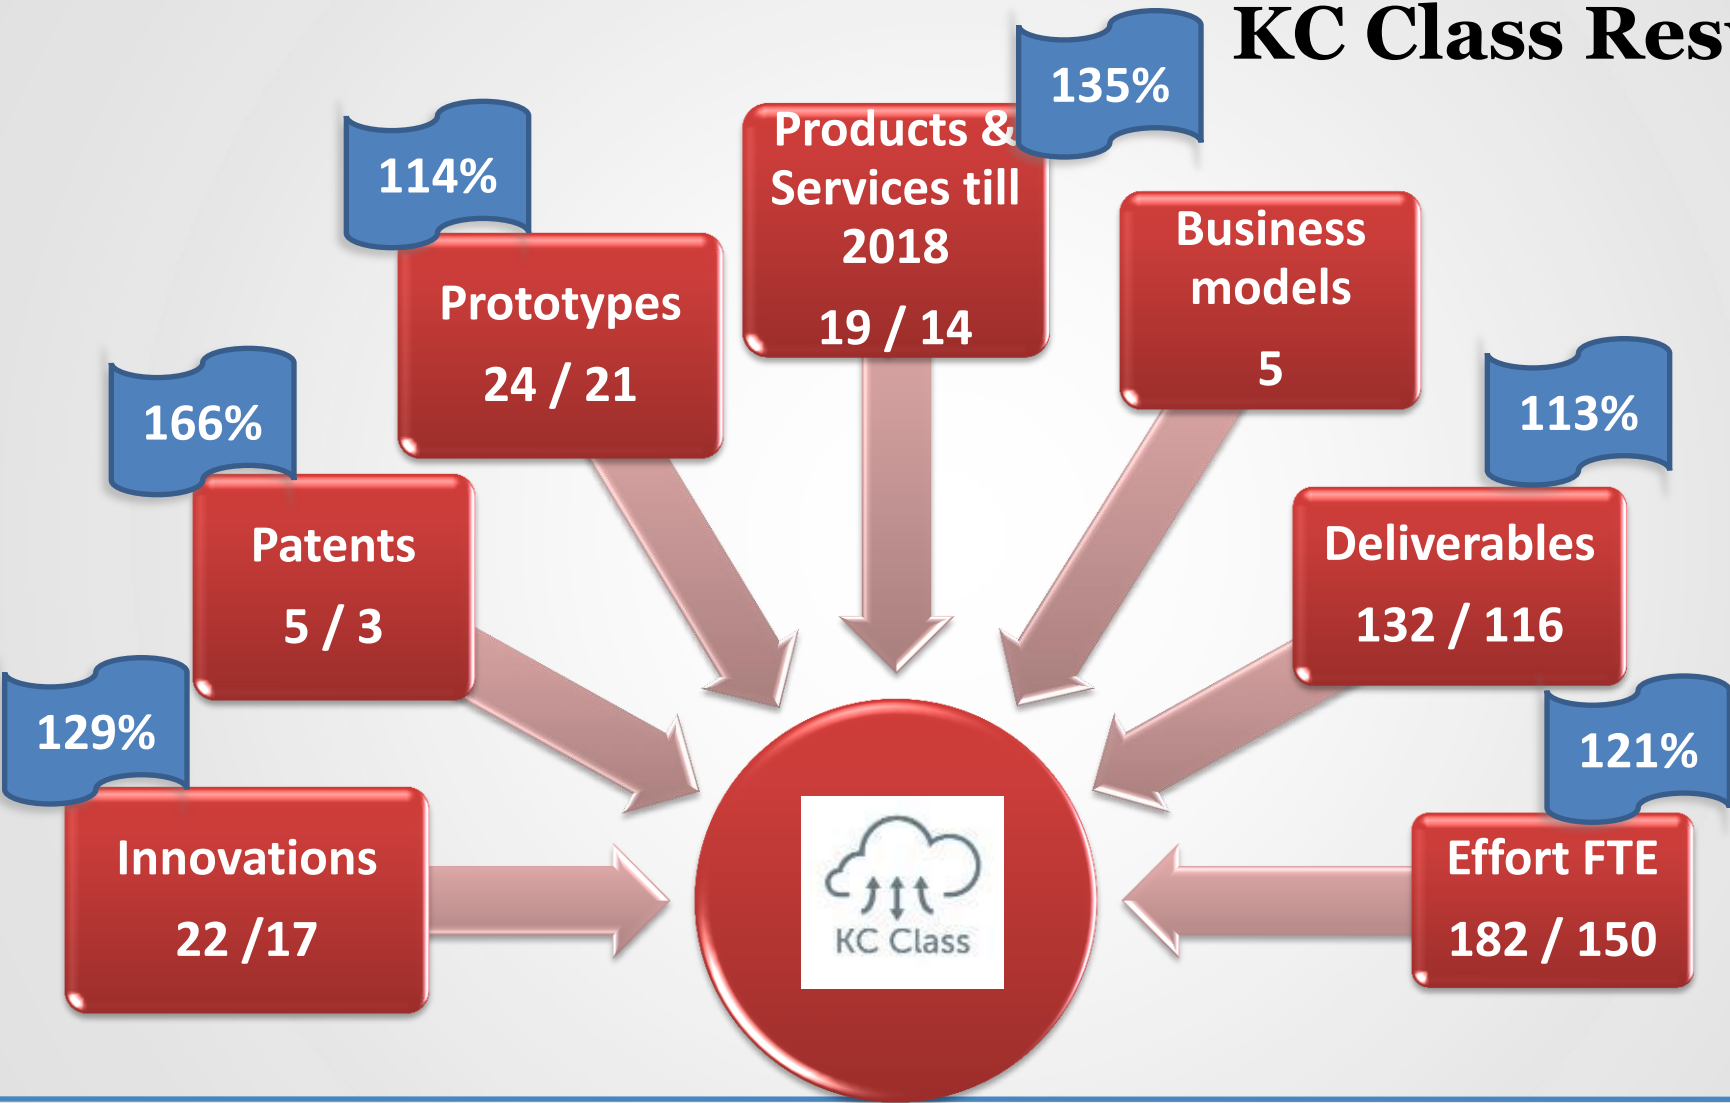 KC Class Resu
135%
Products &
Services till
2018
19 / 14
114%
Prototypes
24 / 21
Business
models
5
166%
Patents
5 / 3
113%
Deliverables
132 / 116
129%
Innovations
22 /17
121%
Effort FTE
182 / 150
KC Class